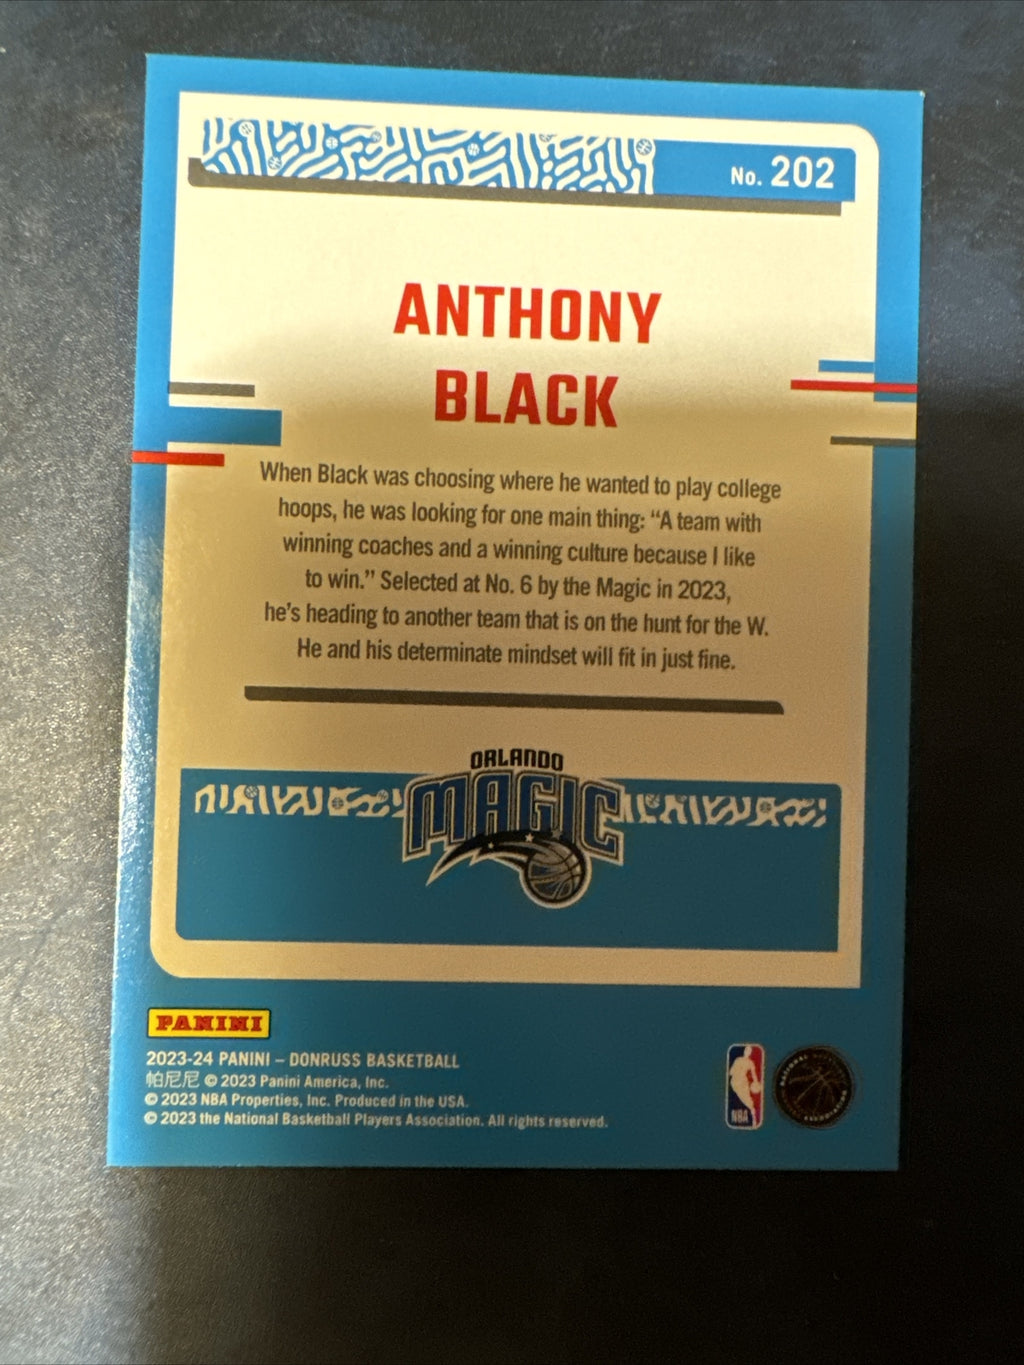 No. 202
ANTHONY
BLACK
When Black was choosing where he wanted to play college
hoops, he was looking for one main thing: “A team with
winning coaches and a winning culture because I like
to win.” Selected at No. 6 by the Magic in 2023,
he’s heading to another team that is on the hunt for the W.
He and his determinate mindset will fit in just fine.
ORLANDO
MAGIC
PANINI
2023-24 PANINI – DONRUSS BASKETBALL
帕尼尼 © 2023 Panini America, Inc.
© 2023 NBA Properties, Inc. Produced in the USA.
© 2023 the National Basketball Players Association. All rights reserved.
NBA